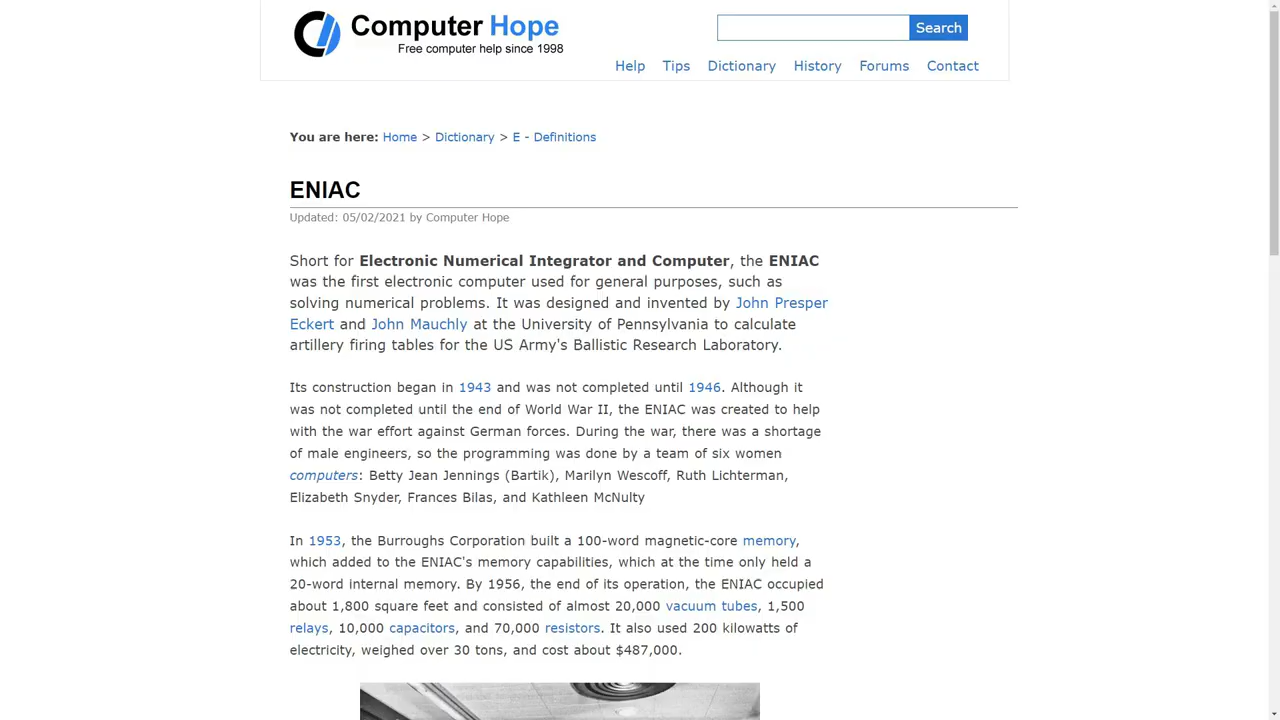 Computer Hope
Free computer help since 1998
Search
Help Tips Dictionary History Forums Contact
You are here: Home > Dictionary > E - Definitions
ENIAC
Updated: 05/02/2021 by Computer Hope
Short for Electronic Numerical Integrator and Computer, the ENIAC
was the first electronic computer used for general purposes, such as
solving numerical problems. It was designed and invented by John Presper
Eckert and John Mauchly at the University of Pennsylvania to calculate
artillery firing tables for the US Army's Ballistic Research Laboratory.
Its construction began in 1943 and was not completed until 1946. Although it
was not completed until the end of World War II, the ENIAC was created to help
with the war effort against German forces. During the war, there was a shortage
of male engineers, so the programming was done by a team of six women
computers: Betty Jean Jennings (Bartik), Marilyn Wescoff, Ruth Lichterman,
Elizabeth Snyder, Frances Bilas, and Kathleen McNulty
In 1953, the Burroughs Corporation built a 100-word magnetic-core memory,
which added to the ENIAC's memory capabilities, which at the time only held a
20-word internal memory. By 1956, the end of its operation, the ENIAC occupied
about 1,800 square feet and consisted of almost 20,000 vacuum tubes, 1,500
relays, 10,000 capacitors, and 70,000 resistors. It also used 200 kilowatts of
electricity, weighed over 30 tons, and cost about $487,000.